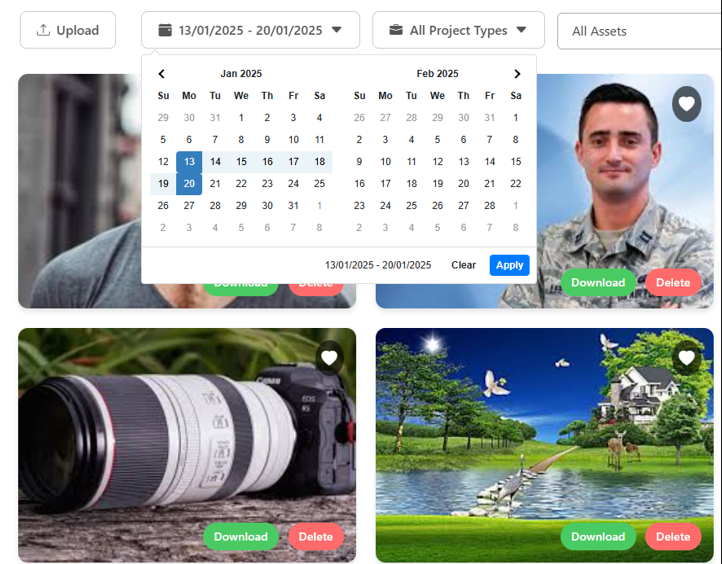 Upload
13/01/2025 - 20/01/2025
All Project Types
All Assets
Jan 2025
Su Mo Tu We Th Fr Sa
29 30 31 1 2 3 4
5 6 7 8 9 10 11
12 13 14 15 16 17 18
19 20 21 22 23 24 25
26 27 28 29 30 31 1
2 3 4 5 6 7 8
Feb 2025
Su Mo Tu We Th Fr Sa
26 27 28 29 30 31 1
2 3 4 5 6 7 8
9 10 11 12 13 14 15
16 17 18 19 20 21 22
23 24 25 26 27 28 1
2 3 4 5 6 7 8
13/01/2025 - 20/01/2025
Clear
Apply
Download
Delete
Download
Delete
Canon
EOS
R5
Download
Delete
Download
Delete